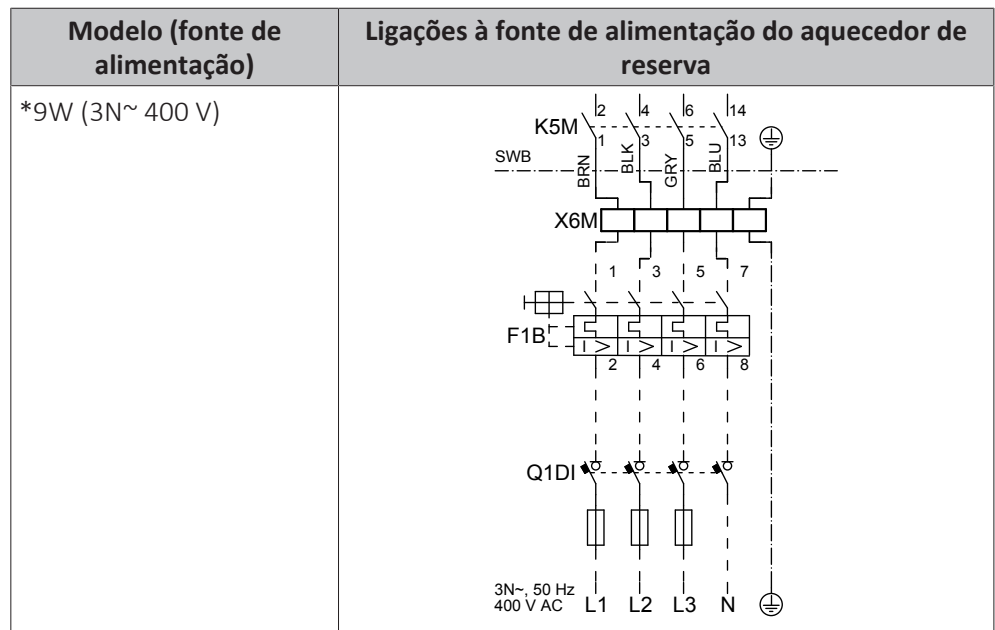 Modelo (fonte de
alimentação)
Ligações à fonte de alimentação do aquecedor de
reserva
*9W (3N~ 400 V)
2 4 6 14
K5M
1 3 5 13
SWB
BRN BLK GRY BLU
X6M
1 3 5 7
F1B
I > I > I > I >
2 4 6 8
Q1DI
3N~, 50 Hz
400 V AC
L1 L2 L3 N